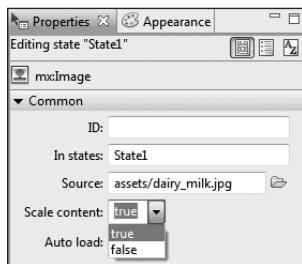 Properties Appearance
Editing state "State1"
mx:Image
Common
ID:
In states: State1
Source: assets/dairy_milk.jpg
Scale content: true
true
false
Auto load: